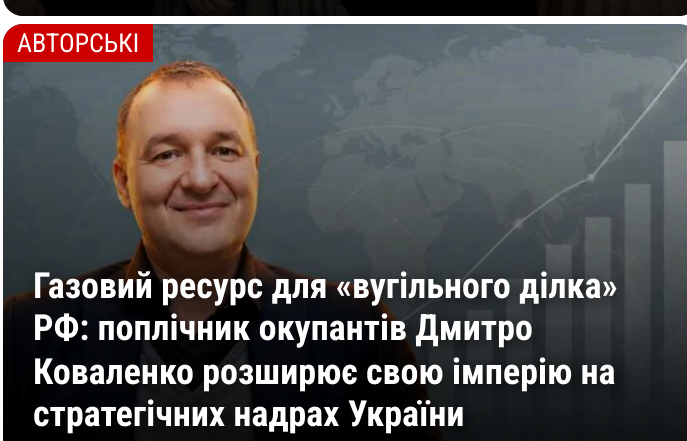 АВТОРСЬКІ
Газовий ресурс для «вугільного ділка»
РФ: поплічник окупантів Дмитро
Коваленко розширює свою імперію на
стратегічних надрах України